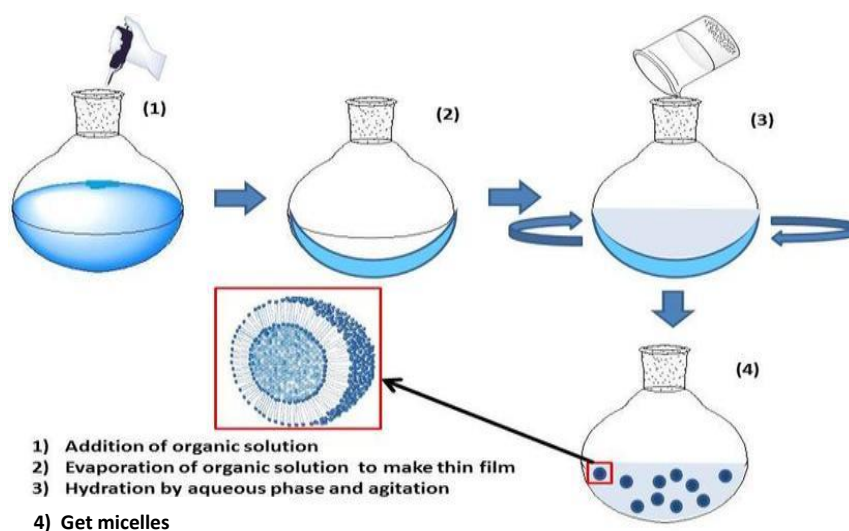 (1)
(2)
(3)
(4)
1) Addition of organic solution
2) Evaporation of organic solution to make thin film
3) Hydration by aqueous phase and agitation
4) Get micelles